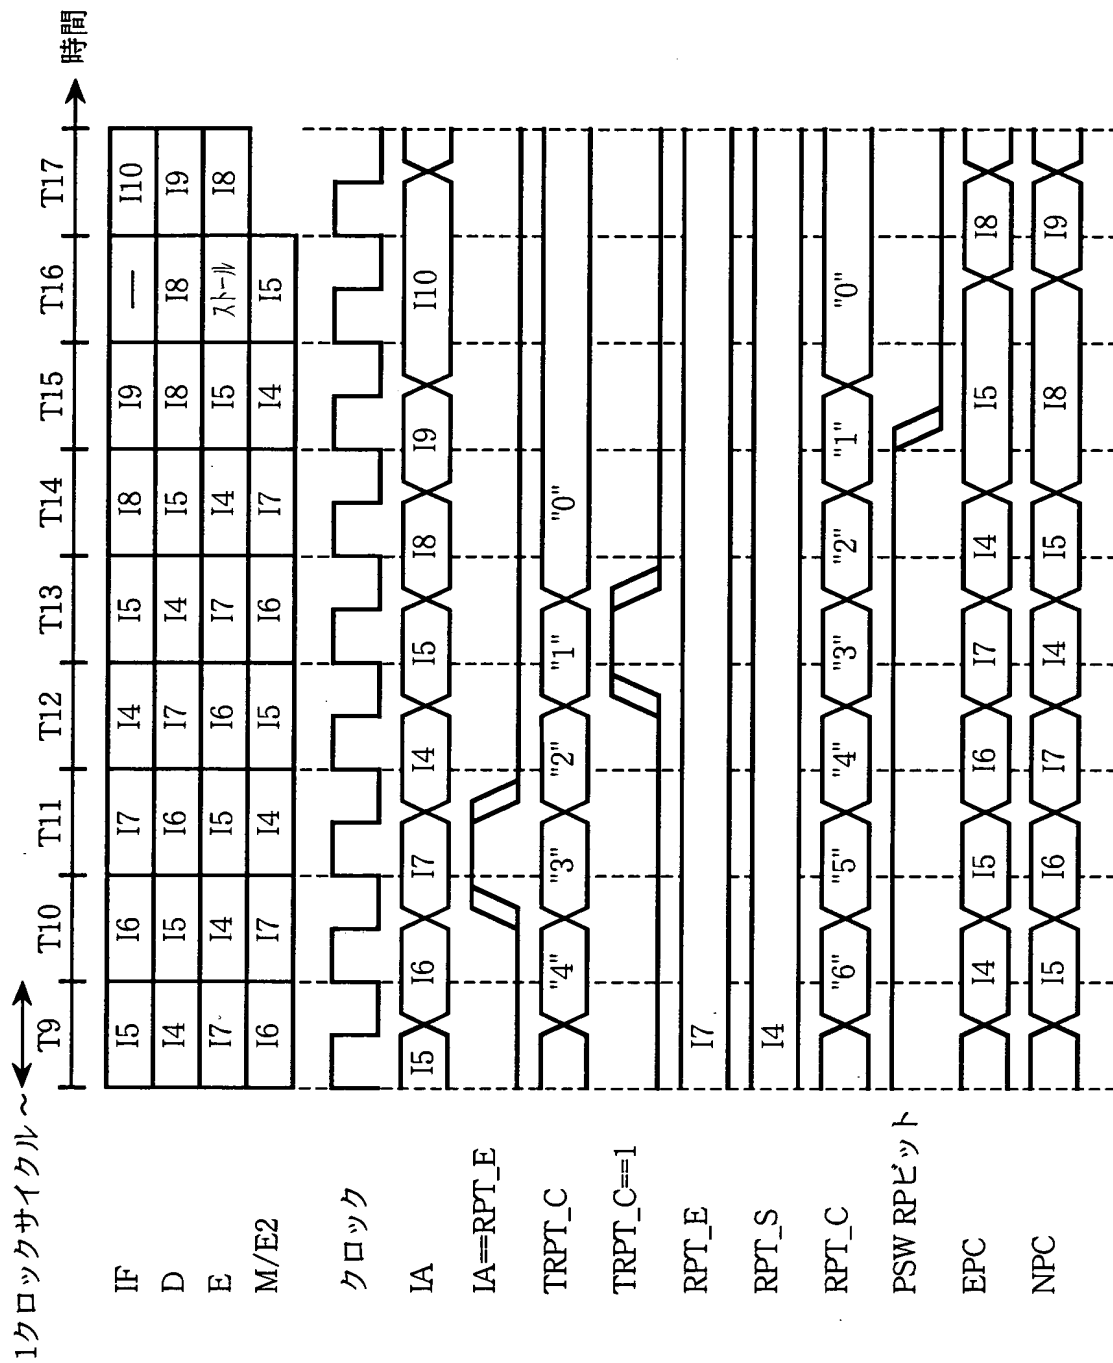 1クロックサイクル～
T9 T10 T11 T12 T13 T14 T15 T16 T17 時間
IF I5 I6 I7 I4 I5 I8 I9 — I10
D I4 I5 I6 I7 I4 I5 I8 I8 I9
E I7 I4 I5 I6 I7 I4 I5 ストール I8
M/E2 I6 I7 I4 I5 I6 I7 I4 I5
クロック
IA I5 I6 I7 I4 I5 I8 I9 I10
IA==RPT_E
TRPT_C "4" "3" "2" "1" "0"
TRPT_C==1
RPT_E I7
RPT_S I4
RPT_C "6" "5" "4" "3" "2" "1" "0"
PSW RPビット
EPC I4 I5 I6 I7 I4 I5 I8
NPC I5 I6 I7 I4 I5 I8 I9